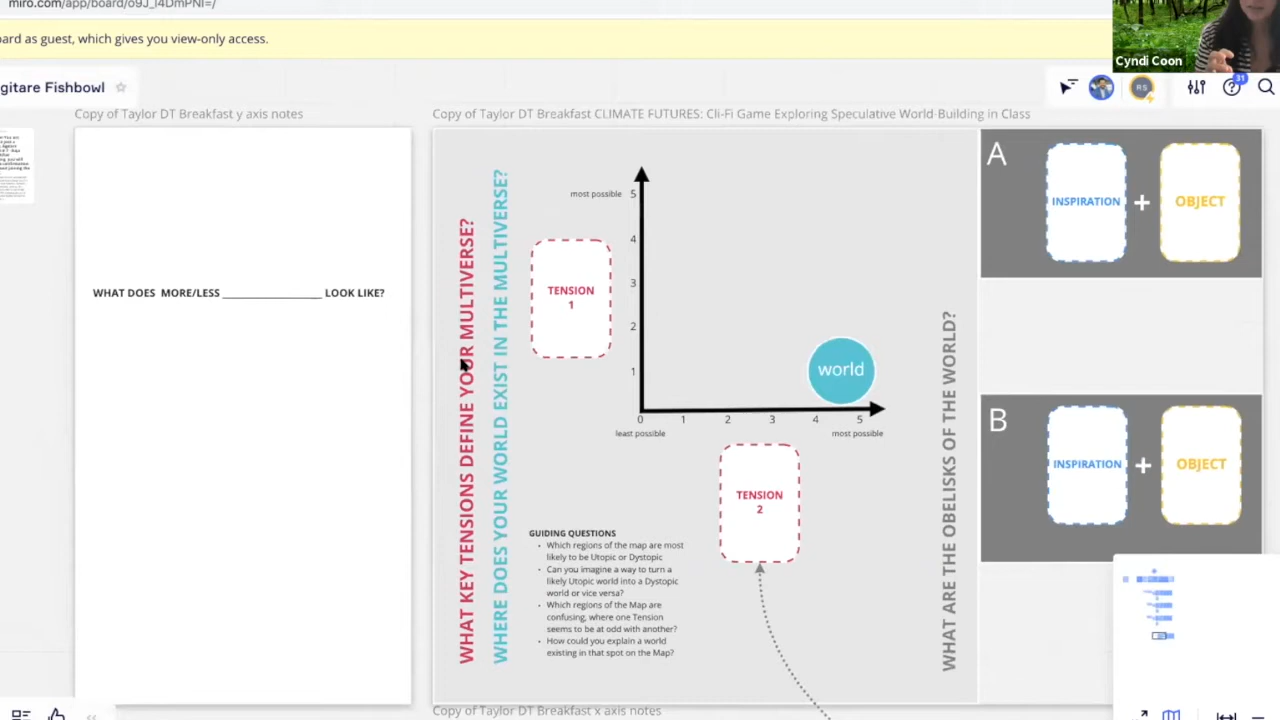 miro.com/app/board/o9J_l4DmPNI=/
ard as guest, which gives you view-only access.
Cyndi Coon
gitare Fishbowl
RS
31
Copy of Taylor DT Breakfast y axis notes
Copy of Taylor DT Breakfast CLIMATE FUTURES: Cli-Fi Game Exploring Speculative World Building in Class
WHAT DOES MORE/LESS ________________ LOOK LIKE?
WHAT KEY TENSIONS DEFINE YOUR MULTIVERSE?
WHERE DOES YOUR WORLD EXIST IN THE MULTIVERSE?
most possible
5
4
3
2
1
TENSION
1
world
0
1
2
3
4
5
least possible
most possible
TENSION
2
GUIDING QUESTIONS
• Which regions of the map are most
likely to be Utopic or Dystopic
• Can you imagine a way to turn a
likely Utopic world into a Dystopic
world or vice versa?
• Which regions of the Map are
confusing, where one Tension
seems to be at odd with another?
• How could you explain a world
existing in that spot on the Map?
WHAT ARE THE OBELISKS OF THE WORLD?
A
INSPIRATION
+
OBJECT
B
INSPIRATION
+
OBJECT
Copy of Taylor DT Breakfast x axis notes